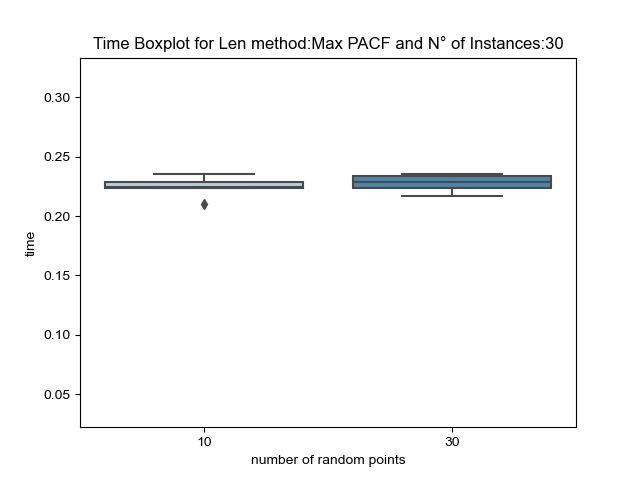 Time Boxplot for Len method:Max PACF and N° of Instances:30
0.30
0.25
0.20
0.15
0.10
0.05
time
10
30
number of random points